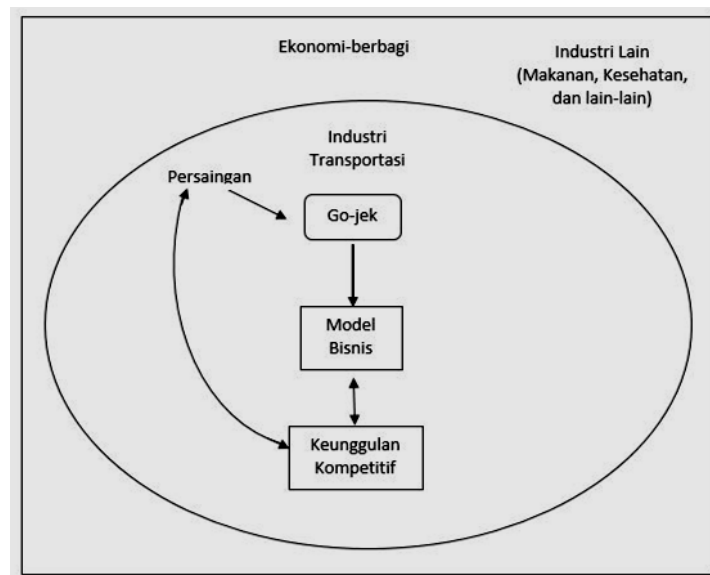 Ekonomi-berbagi
Industri Lain
(Makanan, Kesehatan,
dan lain-lain)
Industri
Transportasi
Persaingan
Go-jek
Model
Bisnis
Keunggulan
Kompetitif